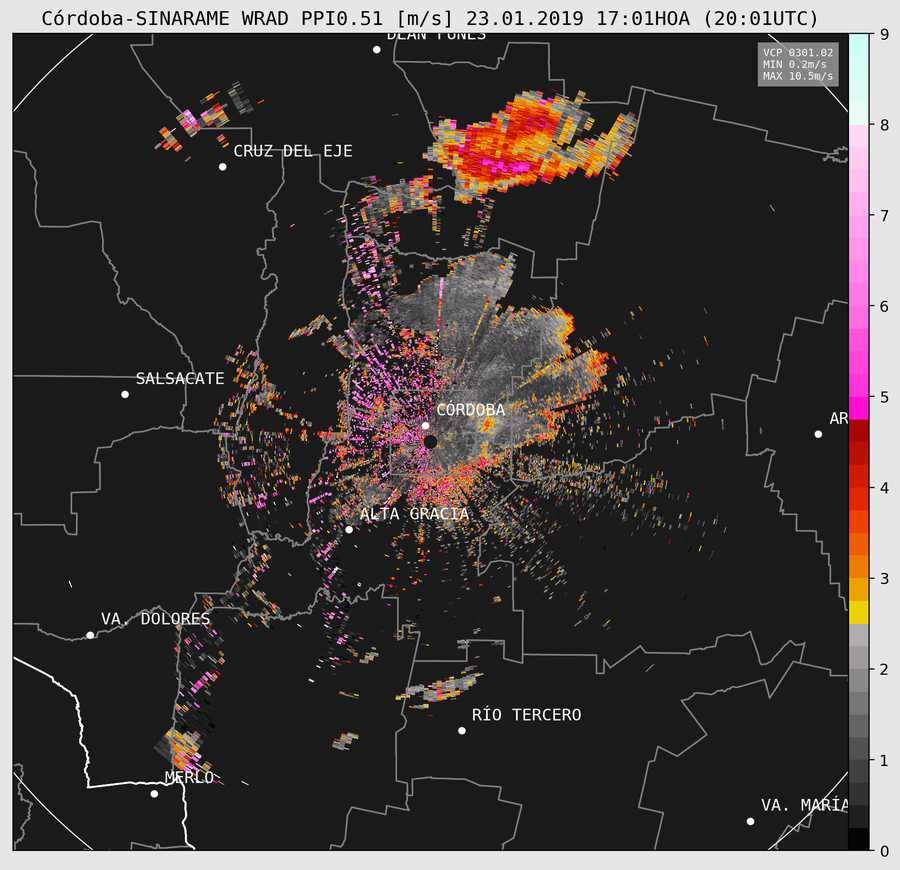 Córdoba-SINARAME WRAD PPI0.51 [m/s] 23.01.2019 17:01HOA (20:01UTC)
DEAN FUNES
VCP 0301.02
MIN 0.2m/s
MAX 10.5m/s
CRUZ DEL EJE
SALSACATE
CÓRDOBA
AR
ALTA GRACIA
VA. DOLORES
RÍO TERCERO
MERLO
VA. MARÍA
9
8
7
6
5
4
3
2
1
0